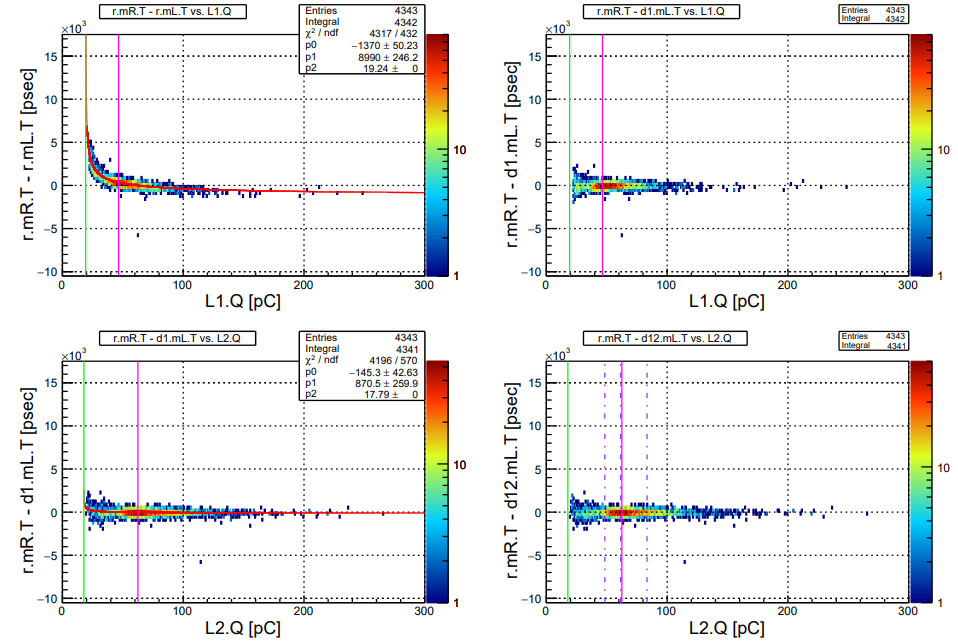 r.mR.T - r.mL.T vs. L1.Q
Entries 4343
Integral 4342
χ² / ndf 4317 / 432
p0 −1370 ± 50.23
p1 8990 ± 246.2
p2 19.24 ± 0
×10³
15
10
5
0
−5
−10
r.mR.T - r.mL.T [psec]
0 100 200 300
L1.Q [pC]
10
1
r.mR.T - d1.mL.T vs. L1.Q
Entries 4343
Integral 4342
×10³
15
10
5
0
−5
−10
r.mR.T - d1.mL.T [psec]
0 100 200 300
L1.Q [pC]
10
1
r.mR.T - d1.mL.T vs. L2.Q
Entries 4343
Integral 4341
χ² / ndf 4196 / 570
p0 −145.3 ± 42.63
p1 870.5 ± 259.9
p2 17.79 ± 0
×10³
15
10
5
0
−5
−10
r.mR.T - d1.mL.T [psec]
0 100 200 300
L2.Q [pC]
10
1
r.mR.T - d12.mL.T vs. L2.Q
Entries 4343
Integral 4341
×10³
15
10
5
0
−5
−10
r.mR.T - d12.mL.T [psec]
0 100 200 300
L2.Q [pC]
10
1